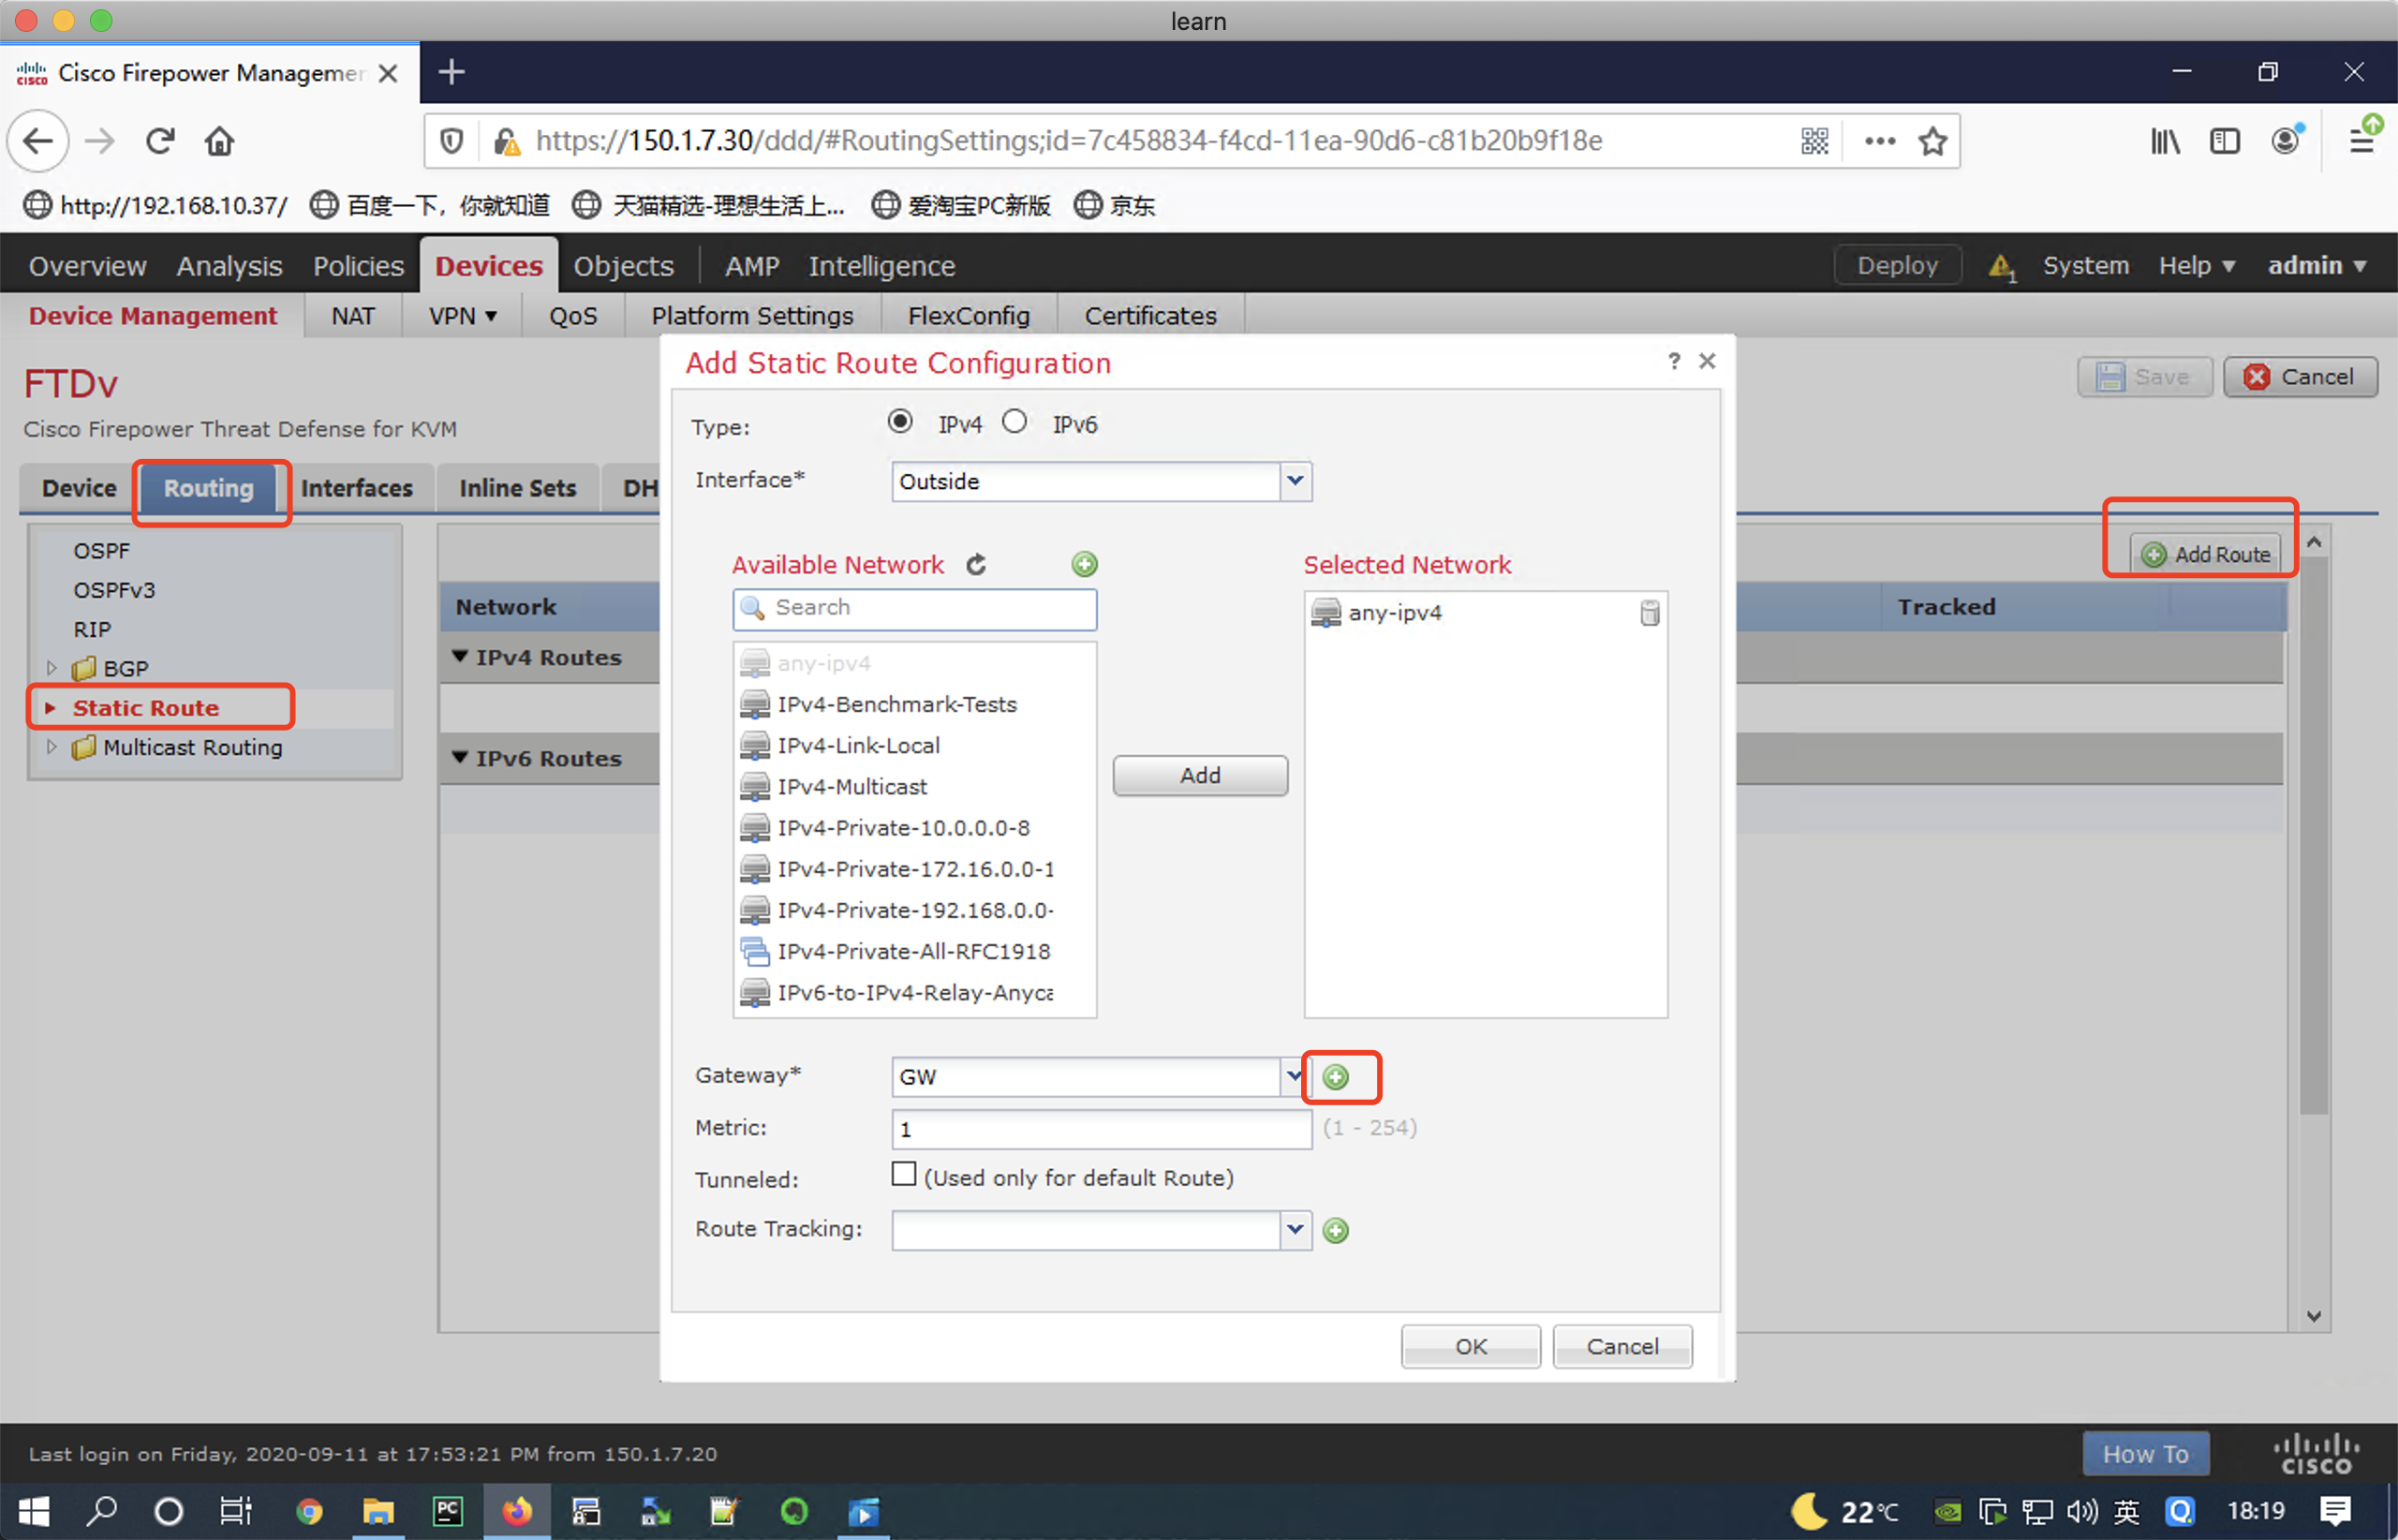 learn
Cisco Firepower Managemer
https://150.1.7.30/ddd/#RoutingSettings;id=7c458834-f4cd-11ea-90d6-c81b20b9f18e
http://192.168.10.37/ 百度一下，你就知道 天猫精选-理想生活上... 爱淘宝PC新版 京东
Overview Analysis Policies Devices Objects AMP Intelligence Deploy 1 System Help admin
Device Management NAT VPN QoS Platform Settings FlexConfig Certificates
FTDv
Cisco Firepower Threat Defense for KVM
Save Cancel
Device Routing Interfaces Inline Sets DH
OSPF
OSPFv3
RIP
BGP
Static Route
Multicast Routing
Add Route
Network Tracked
IPv4 Routes
IPv6 Routes
Add Static Route Configuration ?
Type: IPv4 IPv6
Interface* Outside
Available Network
Search
any-ipv4
IPv4-Benchmark-Tests
IPv4-Link-Local
IPv4-Multicast
IPv4-Private-10.0.0.0-8
IPv4-Private-172.16.0.0-1
IPv4-Private-192.168.0.0-
IPv4-Private-All-RFC1918
IPv6-to-IPv4-Relay-Anyca
Add
Selected Network
any-ipv4
Gateway* GW
Metric: 1 (1 - 254)
Tunneled: (Used only for default Route)
Route Tracking:
OK Cancel
Last login on Friday, 2020-09-11 at 17:53:21 PM from 150.1.7.20
How To
CISCO
PC
22℃ 英 18:19